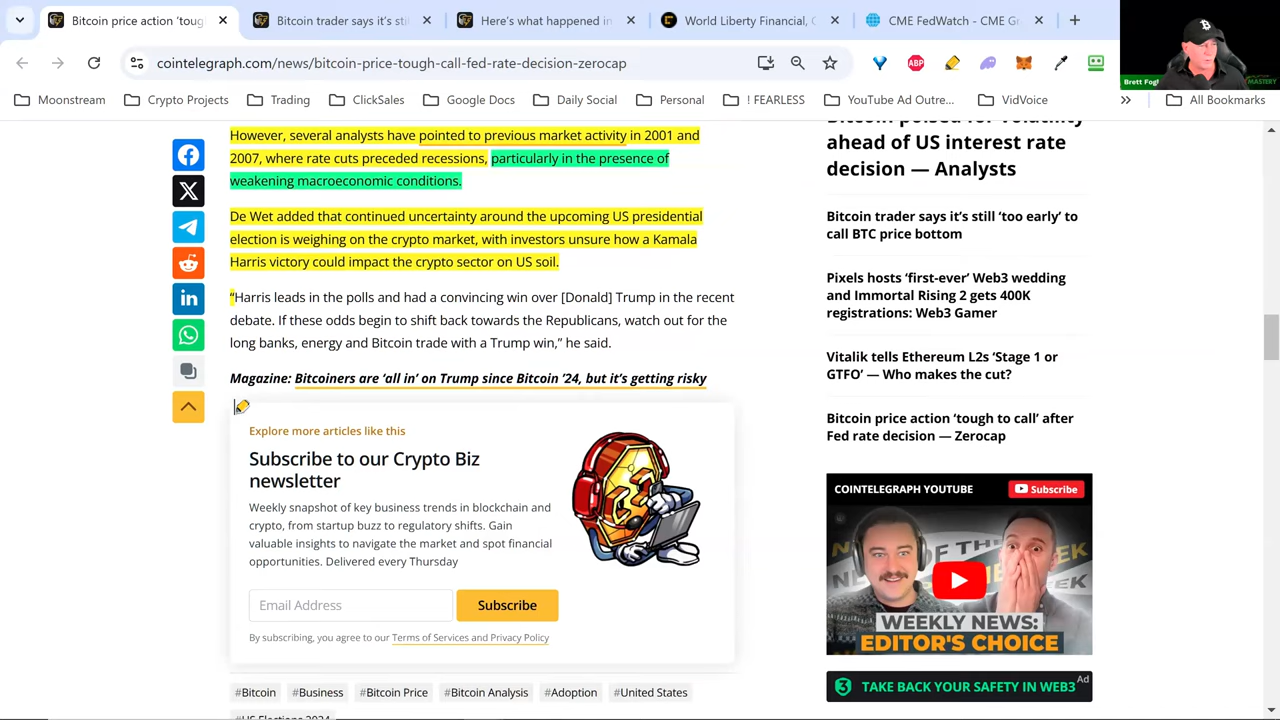 Bitcoin price action 'toug
Bitcoin trader says it's sti
Here's what happened in
World Liberty Financial, C
CME FedWatch - CME G
cointelegraph.com/news/bitcoin-price-tough-call-fed-rate-decision-zerocap
ABP
Brett Fogl
MASTERY
Moonstream
Crypto Projects
Trading
ClickSales
Google Docs
Daily Social
Personal
! FEARLESS
YouTube Ad Outre...
VidVoice
All Bookmarks
However, several analysts have pointed to previous market activity in 2001 and
2007, where rate cuts preceded recessions, particularly in the presence of
weakening macroeconomic conditions.
De Wet added that continued uncertainty around the upcoming US presidential
election is weighing on the crypto market, with investors unsure how a Kamala
Harris victory could impact the crypto sector on US soil.
“Harris leads in the polls and had a convincing win over [Donald] Trump in the recent
debate. If these odds begin to shift back towards the Republicans, watch out for the
long banks, energy and Bitcoin trade with a Trump win,” he said.
Magazine: Bitcoiners are ‘all in’ on Trump since Bitcoin ’24, but it’s getting risky
Explore more articles like this
Subscribe to our Crypto Biz
newsletter
Weekly snapshot of key business trends in blockchain and
crypto, from startup buzz to regulatory shifts. Gain
valuable insights to navigate the market and spot financial
opportunities. Delivered every Thursday
Email Address
Subscribe
By subscribing, you agree to our Terms of Services and Privacy Policy
#Bitcoin #Business #Bitcoin Price #Bitcoin Analysis #Adoption #United States
#US Elections 2024
Bitcoin poised for volatility
ahead of US interest rate
decision — Analysts
Bitcoin trader says it’s still ‘too early’ to
call BTC price bottom
Pixels hosts ‘first-ever’ Web3 wedding
and Immortal Rising 2 gets 400K
registrations: Web3 Gamer
Vitalik tells Ethereum L2s ‘Stage 1 or
GTFO’ — Who makes the cut?
Bitcoin price action ‘tough to call’ after
Fed rate decision — Zerocap
COINTELEGRAPH YOUTUBE
Subscribe
WEEKLY NEWS:
EDITOR'S CHOICE
TAKE BACK YOUR SAFETY IN WEB3
Ad